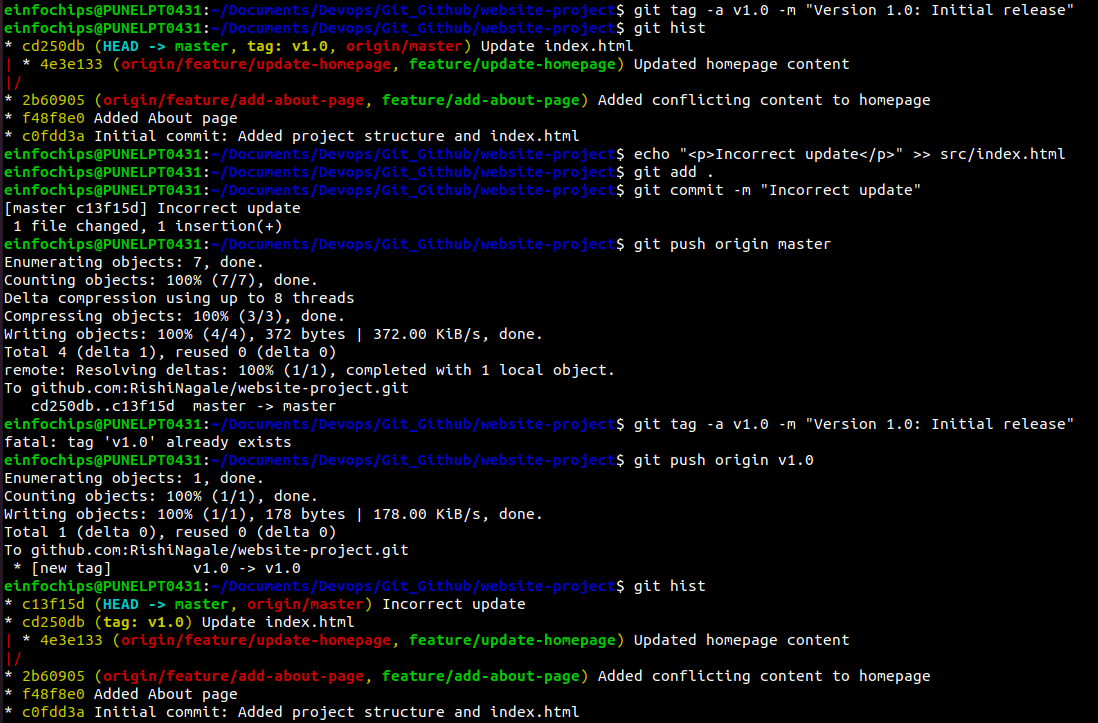 einfochips@PUNELPT0431:~/Documents/Devops/Git_Github/website-project$ git tag -a v1.0 -m "Version 1.0: Initial release"
einfochips@PUNELPT0431:~/Documents/Devops/Git_Github/website-project$ git hist
* cd250db (HEAD -> master, tag: v1.0, origin/master) Update index.html
| * 4e3e133 (origin/feature/update-homepage, feature/update-homepage) Updated homepage content
|/
* 2b60905 (origin/feature/add-about-page, feature/add-about-page) Added conflicting content to homepage
* f48f8e0 Added About page
* c0fdd3a Initial commit: Added project structure and index.html
einfochips@PUNELPT0431:~/Documents/Devops/Git_Github/website-project$ echo "<p>Incorrect update</p>" >> src/index.html
einfochips@PUNELPT0431:~/Documents/Devops/Git_Github/website-project$ git add .
einfochips@PUNELPT0431:~/Documents/Devops/Git_Github/website-project$ git commit -m "Incorrect update"
[master c13f15d] Incorrect update
 1 file changed, 1 insertion(+)
einfochips@PUNELPT0431:~/Documents/Devops/Git_Github/website-project$ git push origin master
Enumerating objects: 7, done.
Counting objects: 100% (7/7), done.
Delta compression using up to 8 threads
Compressing objects: 100% (3/3), done.
Writing objects: 100% (4/4), 372 bytes | 372.00 KiB/s, done.
Total 4 (delta 1), reused 0 (delta 0)
remote: Resolving deltas: 100% (1/1), completed with 1 local object.
To github.com:RishiNagale/website-project.git
   cd250db..c13f15d  master -> master
einfochips@PUNELPT0431:~/Documents/Devops/Git_Github/website-project$ git tag -a v1.0 -m "Version 1.0: Initial release"
fatal: tag 'v1.0' already exists
einfochips@PUNELPT0431:~/Documents/Devops/Git_Github/website-project$ git push origin v1.0
Enumerating objects: 1, done.
Counting objects: 100% (1/1), done.
Writing objects: 100% (1/1), 178 bytes | 178.00 KiB/s, done.
Total 1 (delta 0), reused 0 (delta 0)
To github.com:RishiNagale/website-project.git
 * [new tag]         v1.0 -> v1.0
einfochips@PUNELPT0431:~/Documents/Devops/Git_Github/website-project$ git hist
* c13f15d (HEAD -> master, origin/master) Incorrect update
* cd250db (tag: v1.0) Update index.html
| * 4e3e133 (origin/feature/update-homepage, feature/update-homepage) Updated homepage content
|/
* 2b60905 (origin/feature/add-about-page, feature/add-about-page) Added conflicting content to homepage
* f48f8e0 Added About page
* c0fdd3a Initial commit: Added project structure and index.html